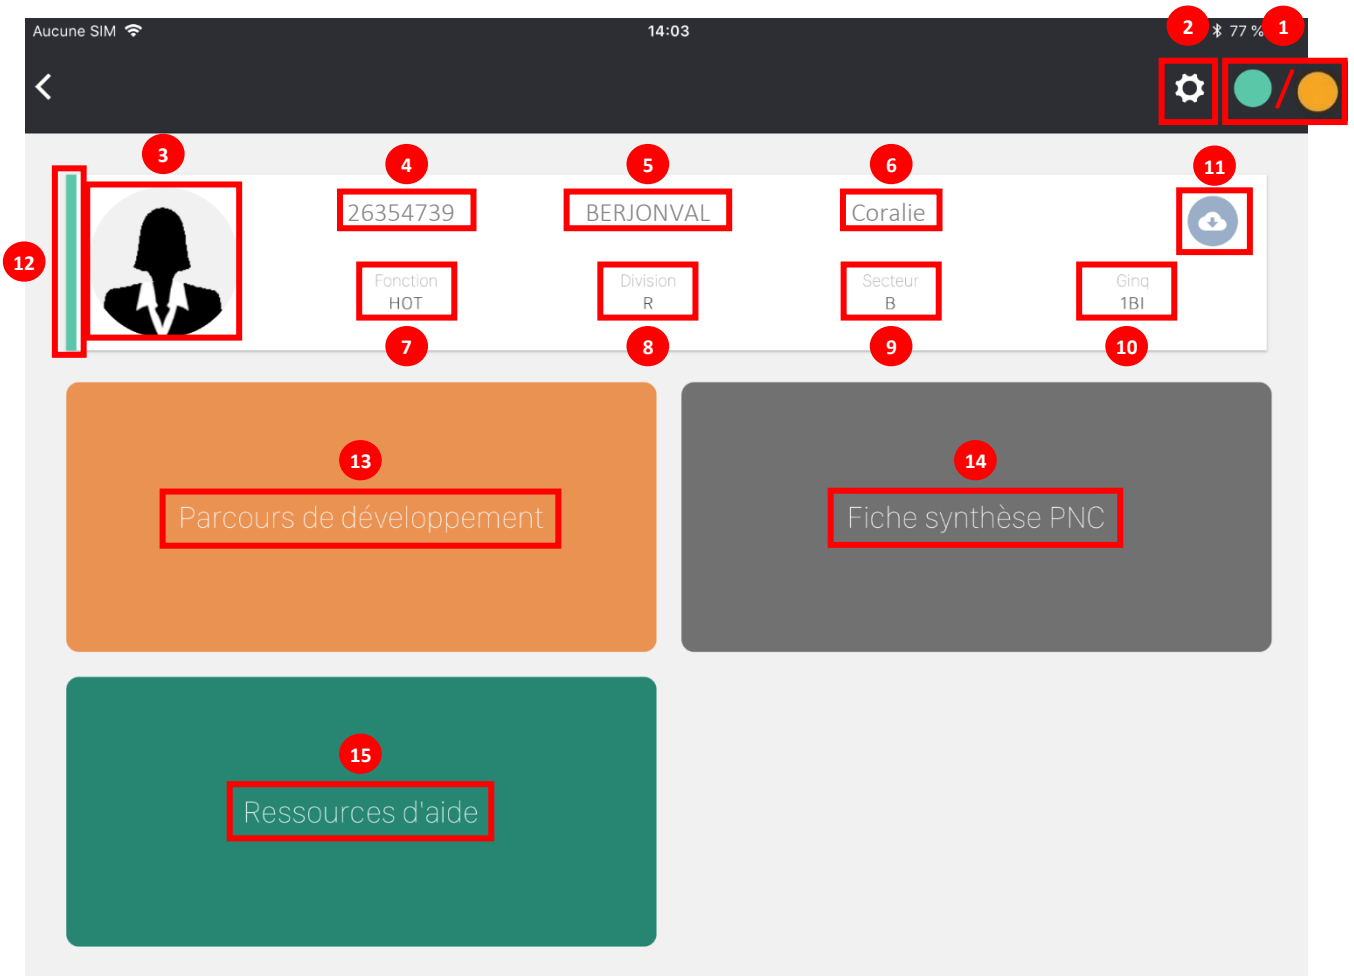 Aucune SIM
14:03
2
77 %
1
3
4
5
6
11
26354739
BERJONVAL
Coralie
12
Fonction
HOT
Division
R
Secteur
B
Ginq
1BI
7
8
9
10
13
14
Parcours de développement
Fiche synthèse PNC
15
Ressources d'aide